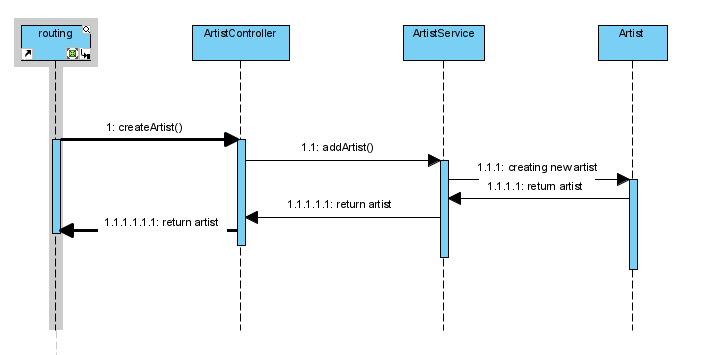 routing
ArtistController
ArtistService
Artist
1: createArtist()
1.1: addArtist()
1.1.1: creating new artist
1.1.1.1: return artist
1.1.1.1.1: return artist
1.1.1.1.1.1: return artist